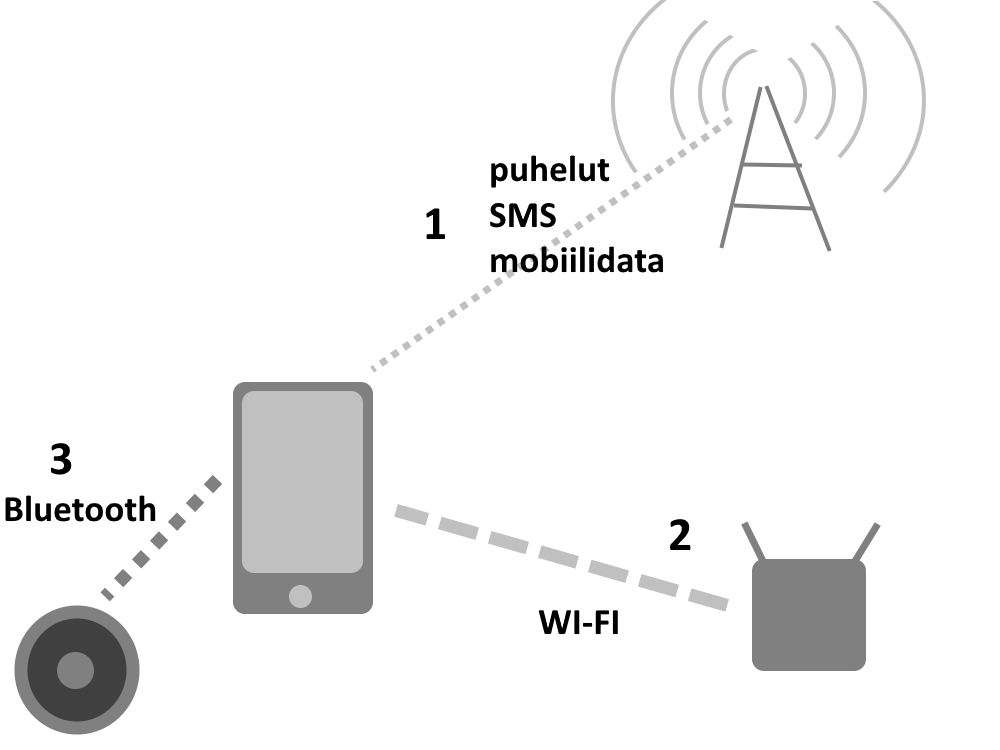 puhelut
1
SMS
mobiilidata
3
Bluetooth
2
WI-FI